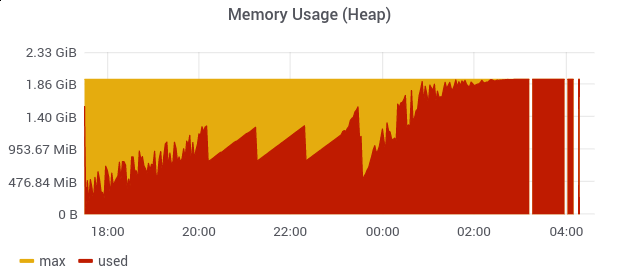 Memory Usage (Heap)
2.33 GiB
1.86 GiB
1.40 GiB
953.67 MiB
476.84 MiB
0 B
18:00 20:00 22:00 00:00 02:00 04:00
max used